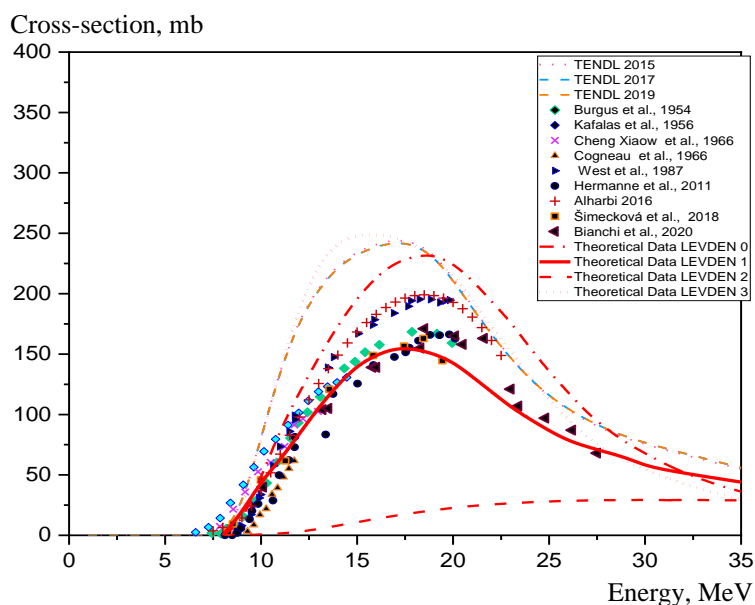 Cross-section, mb
400
350
300
250
200
150
100
50
0
0 5 10 15 20 25 30 35
Energy, MeV
TENDL 2015
TENDL 2017
TENDL 2019
Burgus et al., 1954
Kafalas et al., 1956
Cheng Xiaow et al., 1966
Cogneau et al., 1966
West et al., 1987
Hermanne et al., 2011
Alharbi 2016
Šimecková et al., 2018
Bianchi et al., 2020
Theoretical Data LEVDEN 0
Theoretical Data LEVDEN 1
Theoretical Data LEVDEN 2
Theoretical Data LEVDEN 3